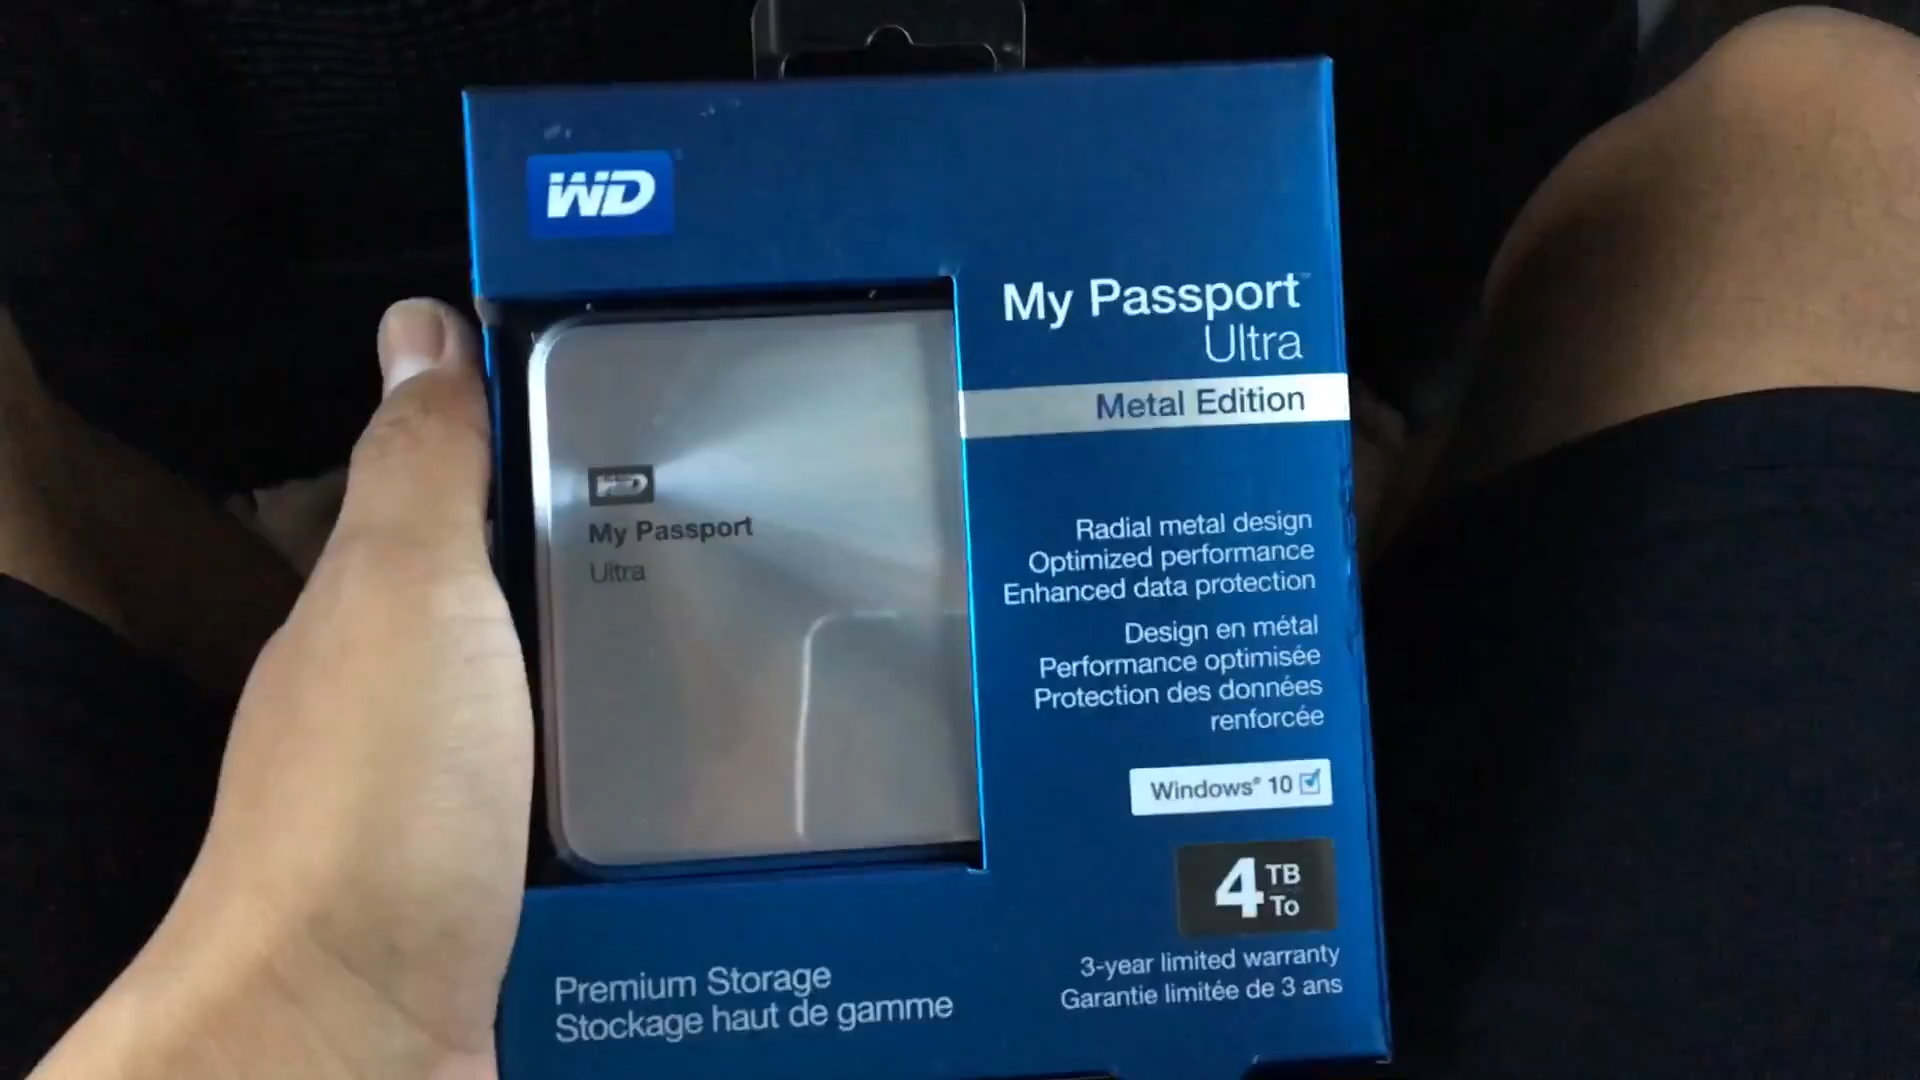 WD
My Passport™
Ultra
Metal Edition
WD
My Passport
Ultra
Radial metal design
Optimized performance
Enhanced data protection
Design en métal
Performance optimisée
Protection des données
renforcée
Windows® 10
4 TB
To
3-year limited warranty
Garantie limitée de 3 ans
Premium Storage
Stockage haut de gamme